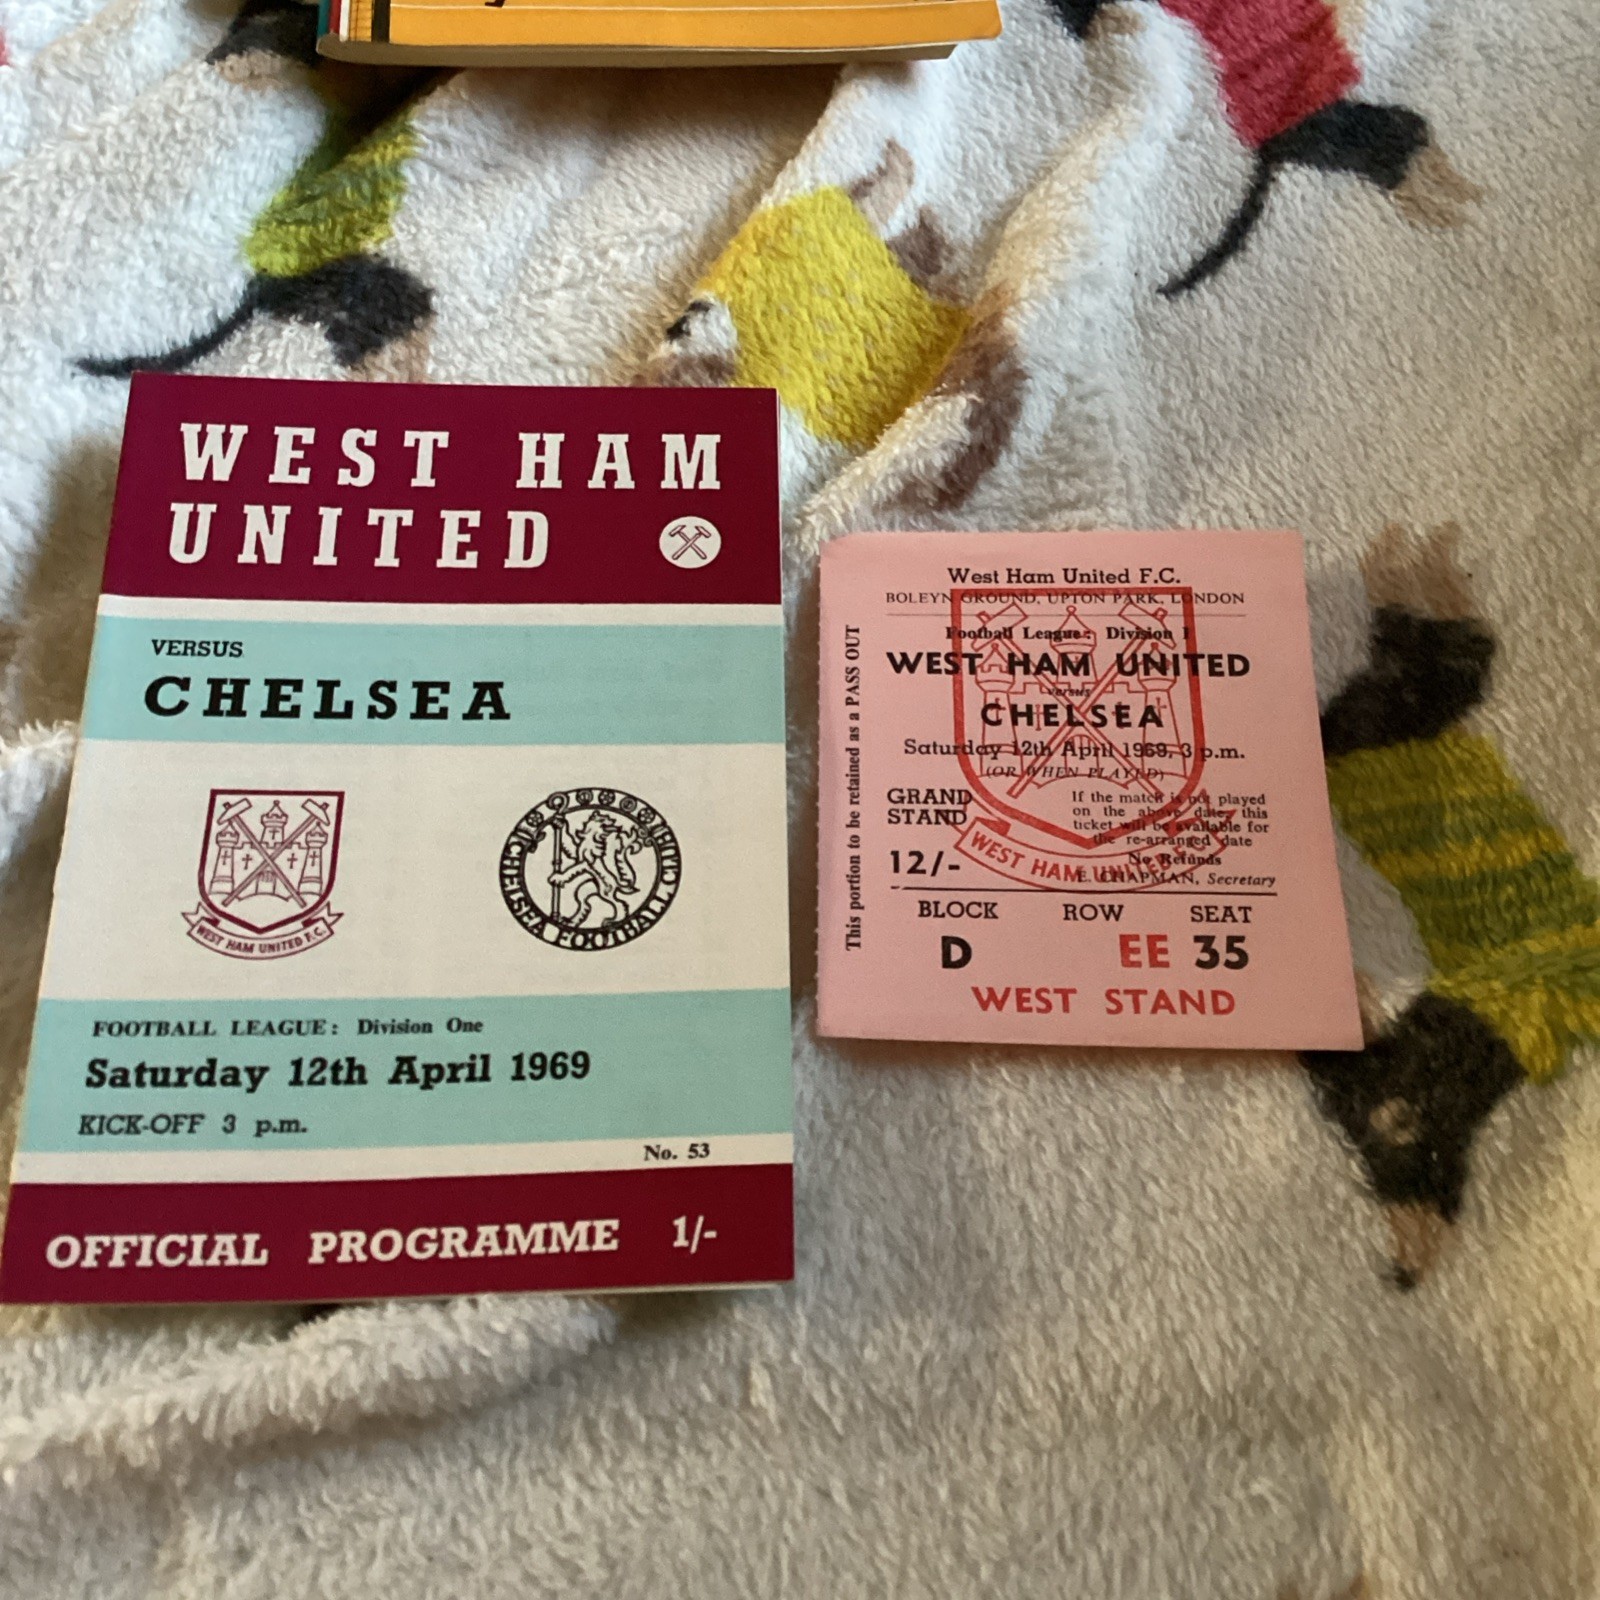 WEST HAM
UNITED
VERSUS
CHELSEA
WEST HAM UNITED F.C.
CHELSEA FOOTBALL CLUB
FOOTBALL LEAGUE: Division One
Saturday 12th April 1969
KICK-OFF 3 p.m.
No. 53
OFFICIAL PROGRAMME 1/-
This portion to be retained as a PASS OUT
West Ham United F.C.
BOLEYN GROUND, UPTON PARK, LONDON
Football League: Division 1
WEST HAM UNITED
versus
CHELSEA
Saturday 12th April 1969, 3 p.m.
(OR WHEN PLAYED)
GRAND
STAND
12/-
If the match is not played
on the above date, this
ticket will be available for
the re-arranged date
No Refunds
E. CHAPMAN, Secretary
WEST HAM UNITED F.C.
BLOCK ROW SEAT
D EE 35
WEST STAND